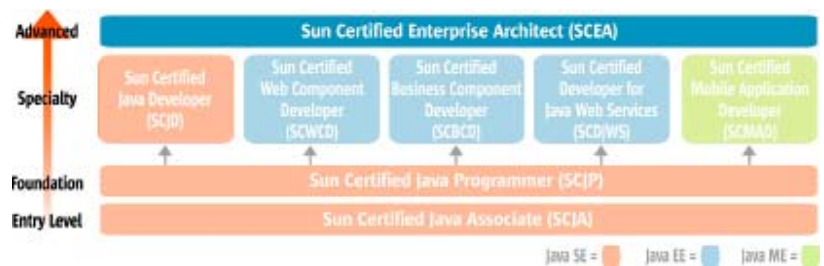 Advanced
Sun Certified Enterprise Architect (SCEA)
Specialty
Sun Certified
Java Developer
(SCJD)
Sun Certified
Web Component
Developer
(SCWCD)
Sun Certified
Business Component
Developer
(SCBCD)
Sun Certified
Developer for
Java Web Services
(SCDJWS)
Sun Certified
Mobile Application
Developer
(SCMAD)
Foundation
Sun Certified Java Programmer (SCJP)
Entry Level
Sun Certified Java Associate (SCJA)
Java SE = Java EE = Java ME =